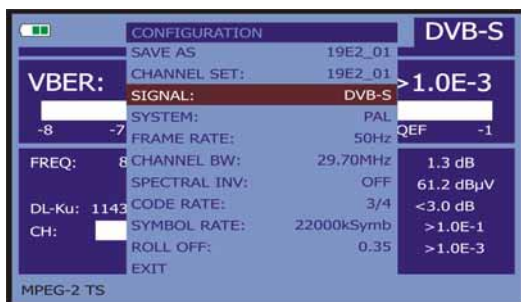 CONFIGURATION
DVB-S
SAVE AS 19E2_01
CHANNEL SET: 19E2_01
VBER: >1.0E-3
SIGNAL: DVB-S
SYSTEM: PAL
-8 -7 QEF -1
FRAME RATE: 50Hz
FREQ: 8 CHANNEL BW: 29.70MHz 1.3 dB
SPECTRAL INV: OFF 61.2 dBµV
DL-Ku: 1143 CODE RATE: 3/4 <3.0 dB
CH: SYMBOL RATE: 22000kSymb >1.0E-1
ROLL OFF: 0.35 >1.0E-3
EXIT
MPEG-2 TS